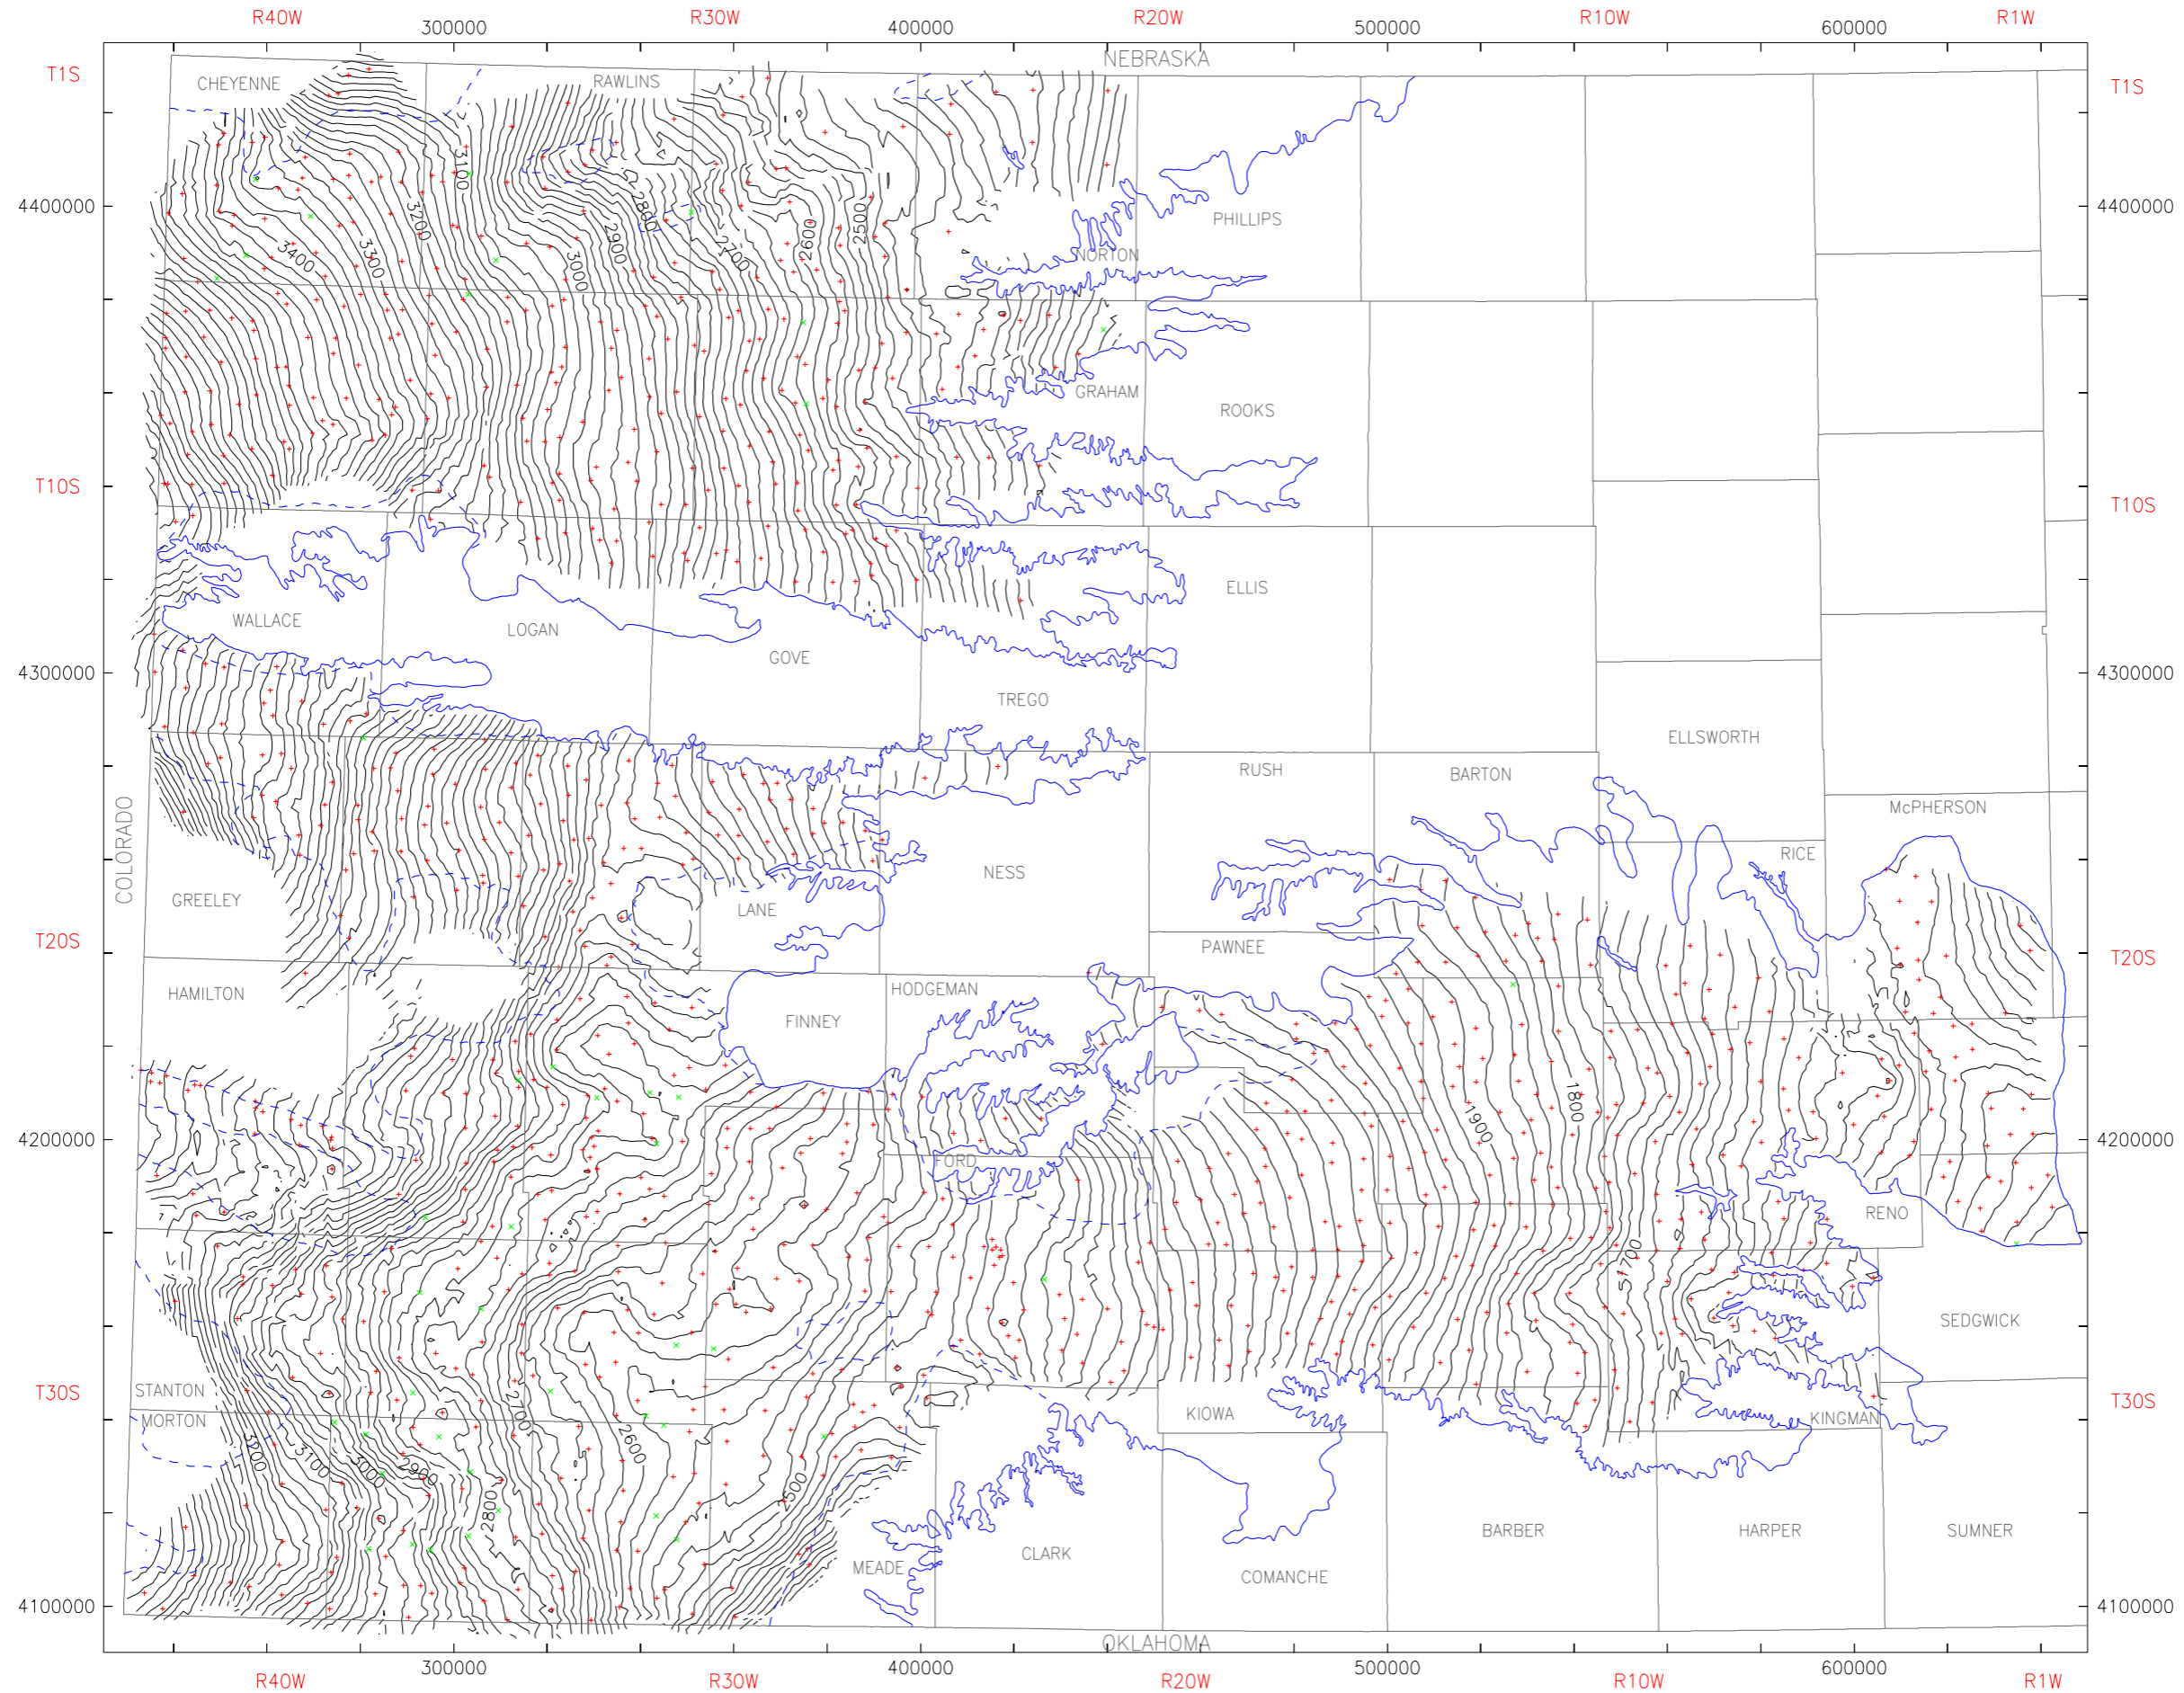 R40W R30W R20W R10W R1W
300000 400000 500000 600000
NEBRASKA
T1S CHEYENNE RAWLINS T1S
3100
4400000 3200 2800 2500 PHILLIPS 4400000
3400 3300 3000 2900 2700 2600 NORTON
GRAHAM
ROOKS
T10S T10S
ELLIS
WALLACE LOGAN
GOVE
4300000 4300000
TREGO
ELLSWORTH
RUSH BARTON
McPHERSON
COLORADO
RICE
GREELEY NESS
LANE
T20S PAWNEE T20S
HAMILTON HODGEMAN
FINNEY
1900 1800
4200000 4200000
FORD
RENO
1700
SEDGWICK
T30S STANTON T30S
MORTON 2700 KIOWA KINGMAN
3200 3100 3000 2900 2600
2800 2500
BARBER HARPER SUMNER
CLARK
MEADE
COMANCHE
4100000 4100000
OKLAHOMA
300000 400000 500000 600000
R40W R30W R20W R10W R1W